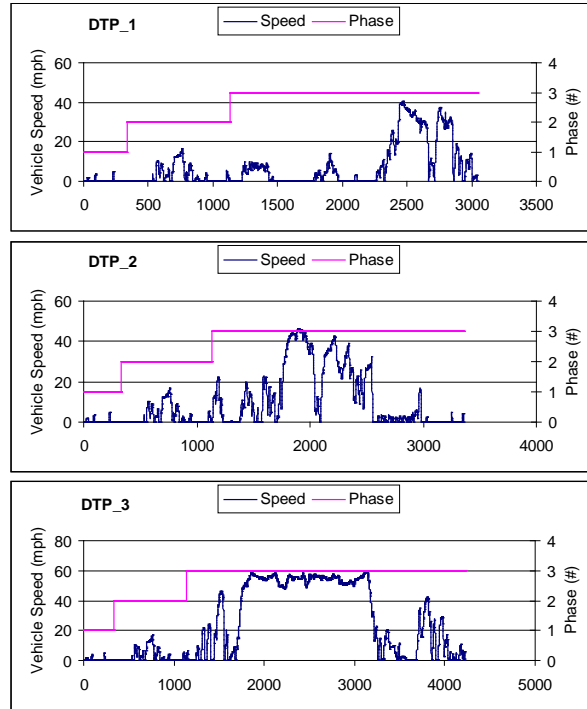 DTP_1
Speed
Phase
Vehicle Speed (mph)
60
40
20
0
4
3
2
1
0
Phase (#)
0 500 1000 1500 2000 2500 3000 3500
DTP_2
Speed
Phase
Vehicle Speed (mph)
60
40
20
0
4
3
2
1
0
Phase (#)
0 1000 2000 3000 4000
DTP_3
Speed
Phase
Vehicle Speed (mph)
80
60
40
20
0
4
3
2
1
0
Phase (#)
0 1000 2000 3000 4000 5000